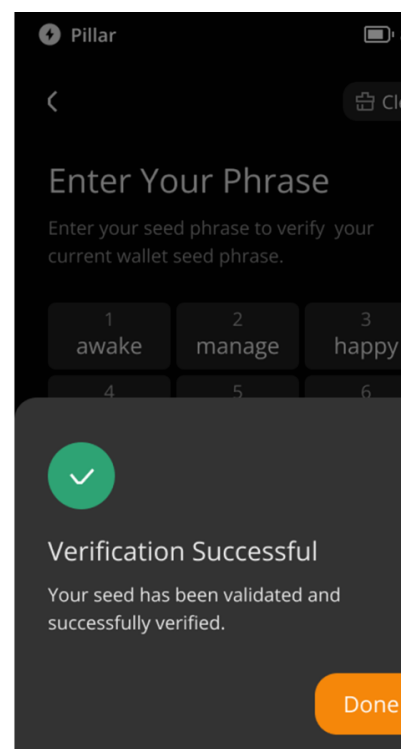 Pillar
Cl
Enter Your Phrase
Enter your seed phrase to verify your
current wallet seed phrase.
1 2 3
awake manage happy
4 5 6
Verification Successful
Your seed has been validated and
successfully verified.
Done